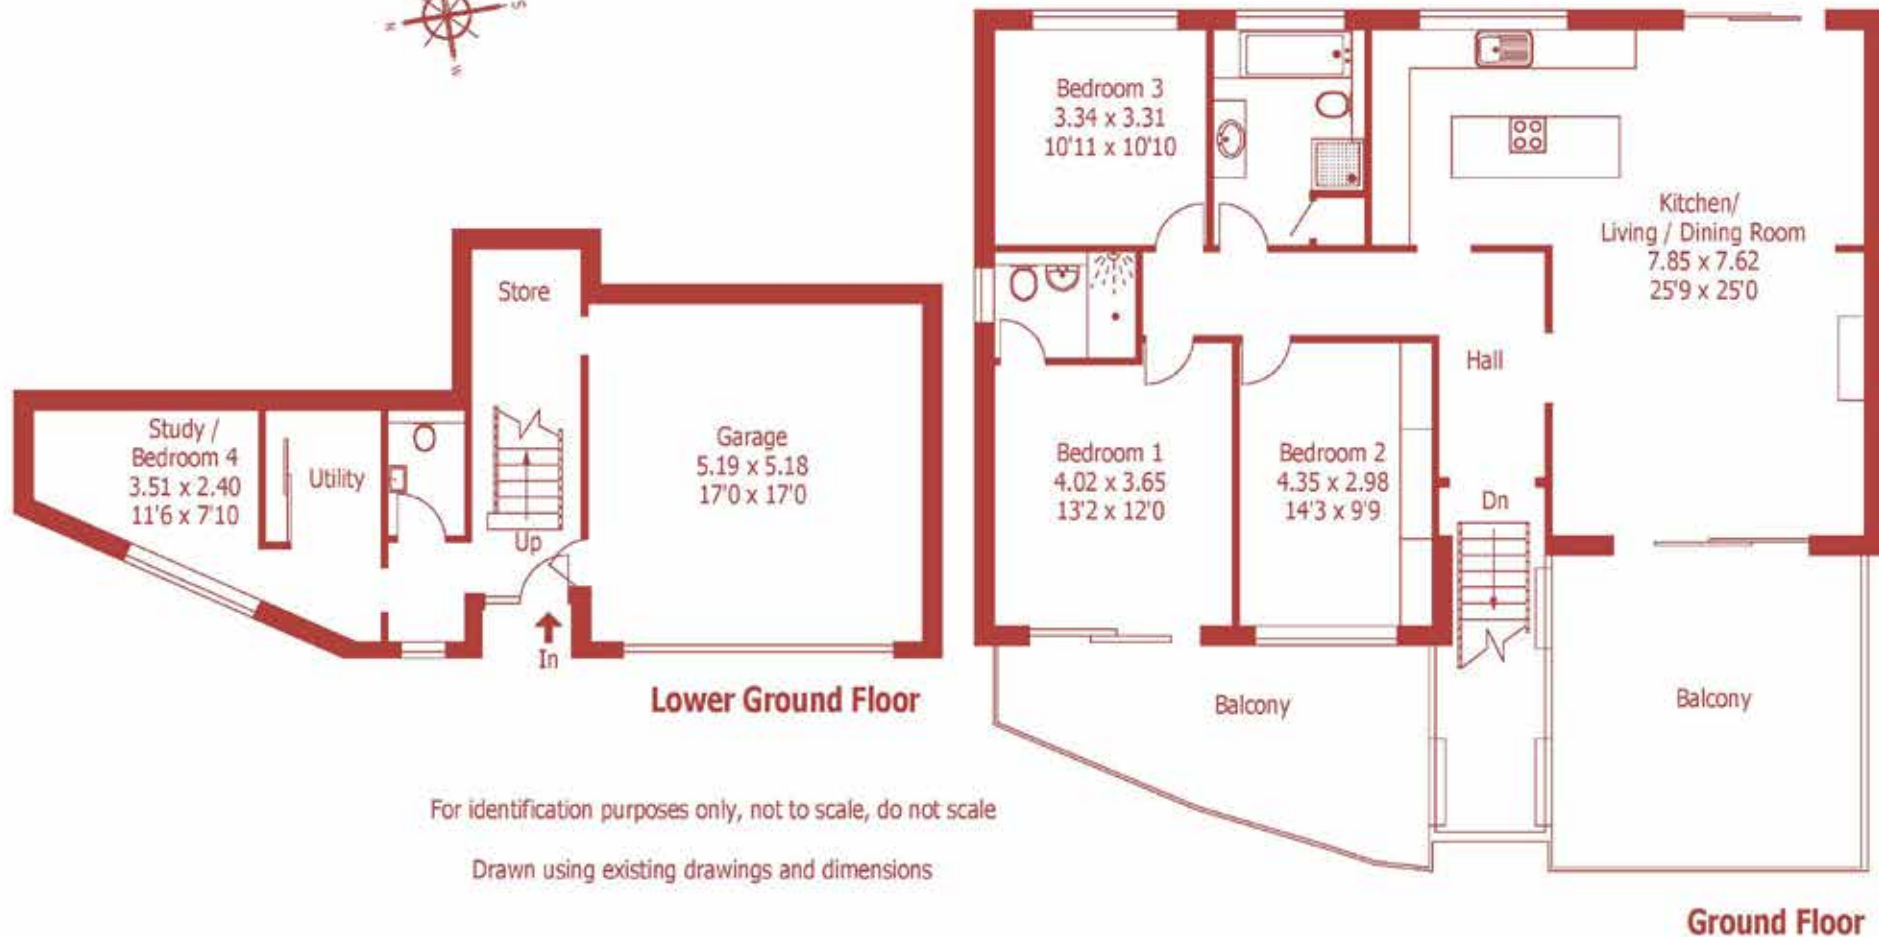 N
S
W
Bedroom 3
3.34 x 3.31
10'11 x 10'10
Kitchen/
Living / Dining Room
7.85 x 7.62
25'9 x 25'0
Store
Hall
Study /
Bedroom 4
3.51 x 2.40
11'6 x 7'10
Utility
Garage
5.19 x 5.18
17'0 x 17'0
Up
In
Bedroom 1
4.02 x 3.65
13'2 x 12'0
Bedroom 2
4.35 x 2.98
14'3 x 9'9
Dn
Lower Ground Floor
Balcony
Balcony
For identification purposes only, not to scale, do not scale
Drawn using existing drawings and dimensions
Ground Floor